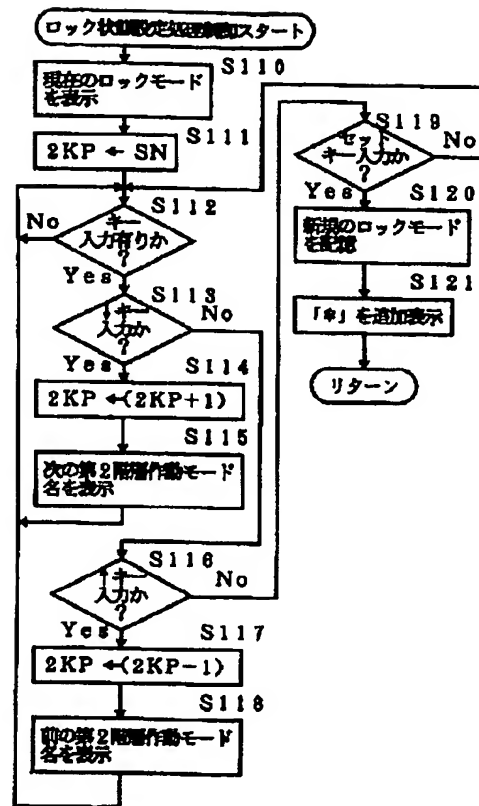 ロック状態設定処理制御スタート
S110
現在のロックモード
を表示
S111
2KP ← SN
S112
キー
入力有りか
?
No
Yes
S113
↓キー
入力か
?
No
Yes
S114
2KP ←(2KP+1)
S115
次の第2階層作動モード
名を表示
S116
↑キー
入力か
?
No
Yes
S117
2KP ←(2KP-1)
S118
前の第2階層作動モード
名を表示
S119
セット
キー入力か
?
No
Yes
S120
新規のロックモード
を記憶
S121
「*」を追加表示
リターン